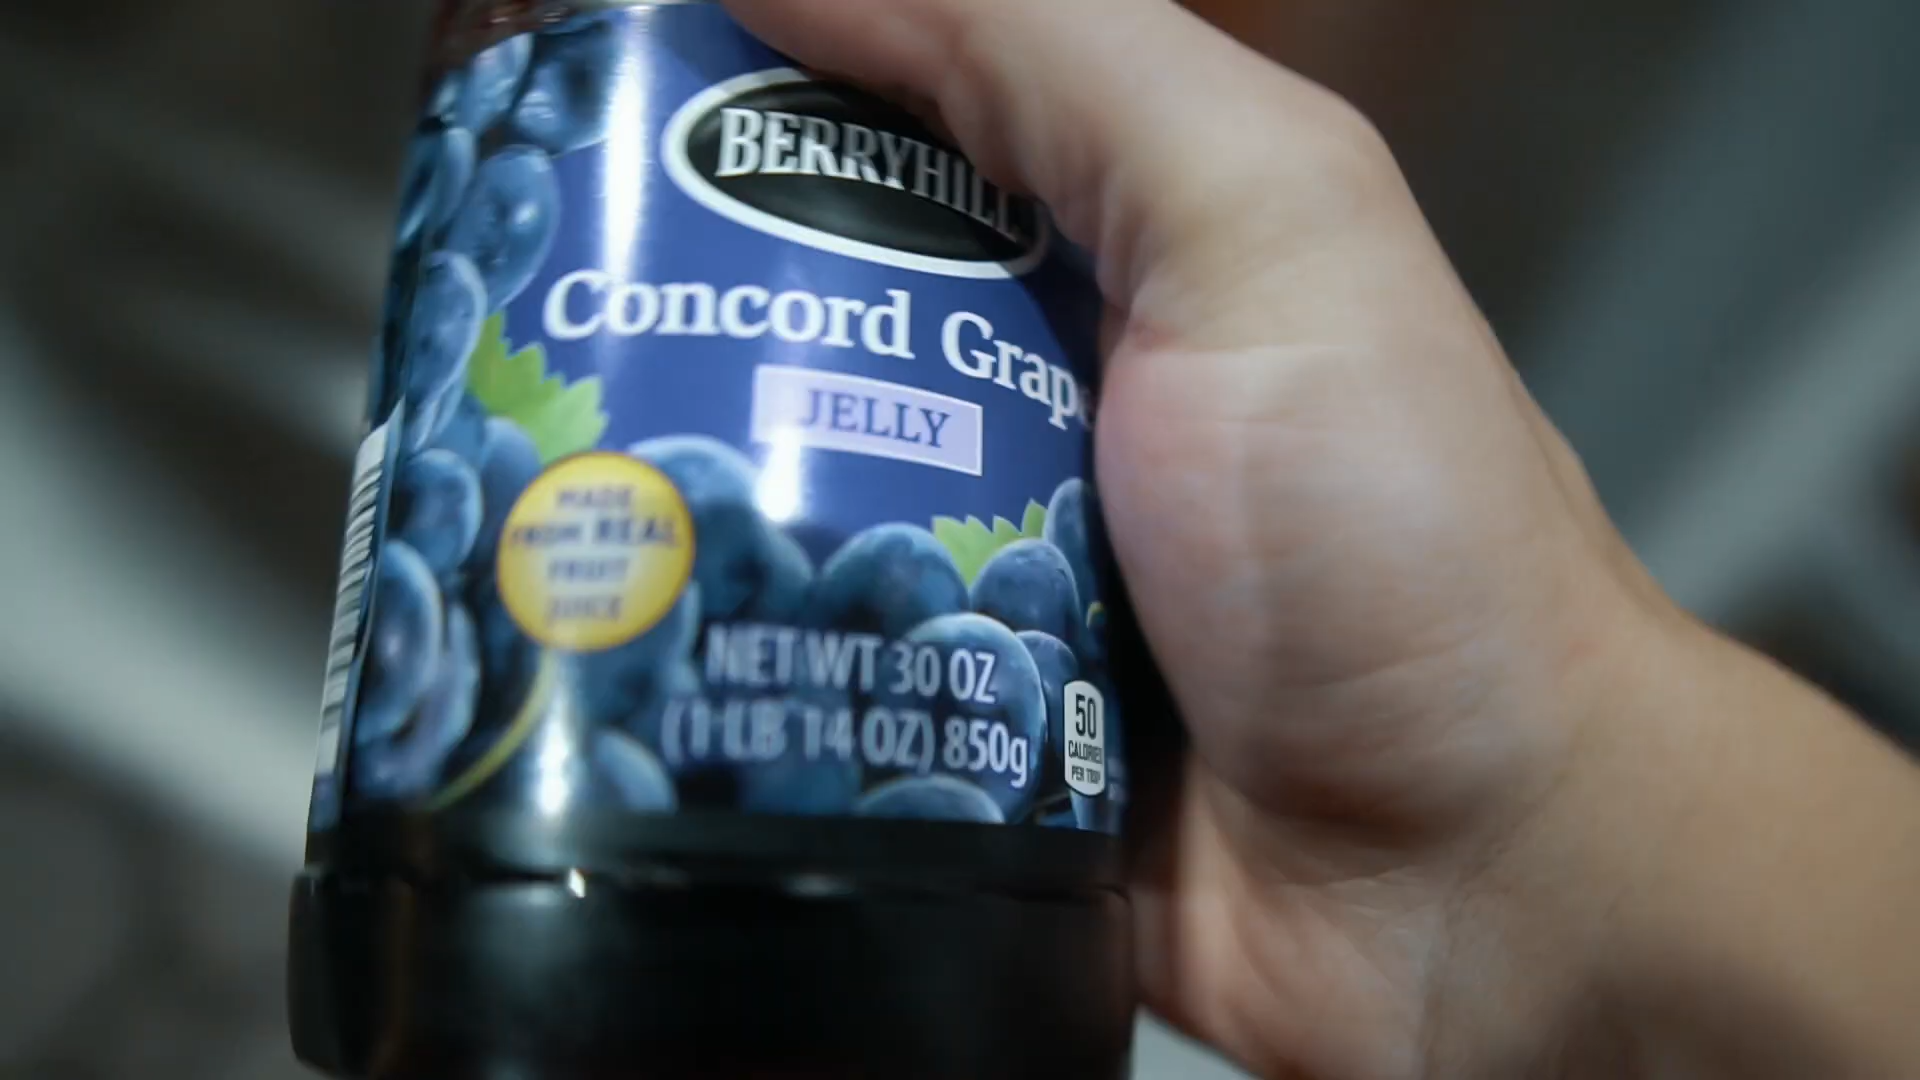 BERRYHILL
Concord Grape
JELLY
MADE
FROM REAL
FRUIT
JUICE
NET WT 30 OZ
(1 LB 14 OZ) 850g
50
CALORIES
PER TBSP